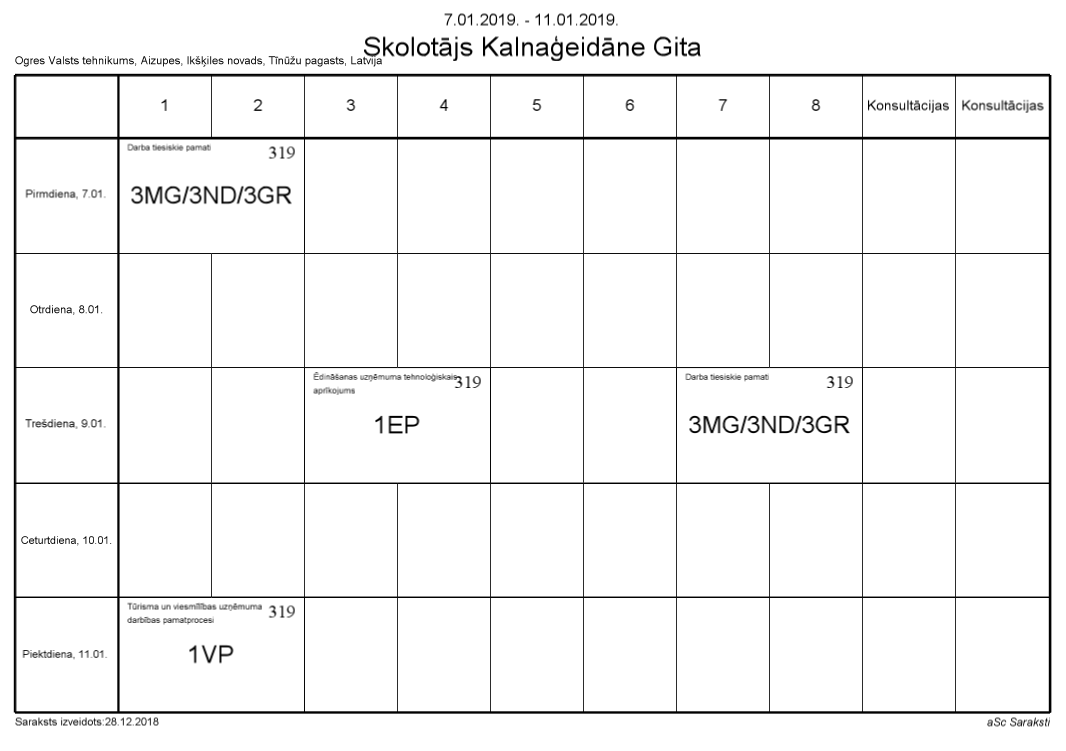 7.01.2019. - 11.01.2019.
Skolotājs Kalnaģeidāne Gita
Ogres Valsts tehnikums, Aizupes, Ikšķiles novads, Tīnūžu pagasts, Latvija
1 2 3 4 5 6 7 8 Konsultācijas Konsultācijas
Pirmdiena, 7.01.
Darba tiesiskie pamati
319
3MG/3ND/3GR
Otrdiena, 8.01.
Trešdiena, 9.01.
Ēdināšanas uzņēmuma tehnoloģiskais
aprīkojums
319
1EP
Darba tiesiskie pamati
319
3MG/3ND/3GR
Ceturtdiena, 10.01.
Piektdiena, 11.01.
Tūrisma un viesmīlības uzņēmuma
darbības pamatprocesi
319
1VP
Saraksts izveidots:28.12.2018
aSc Saraksti